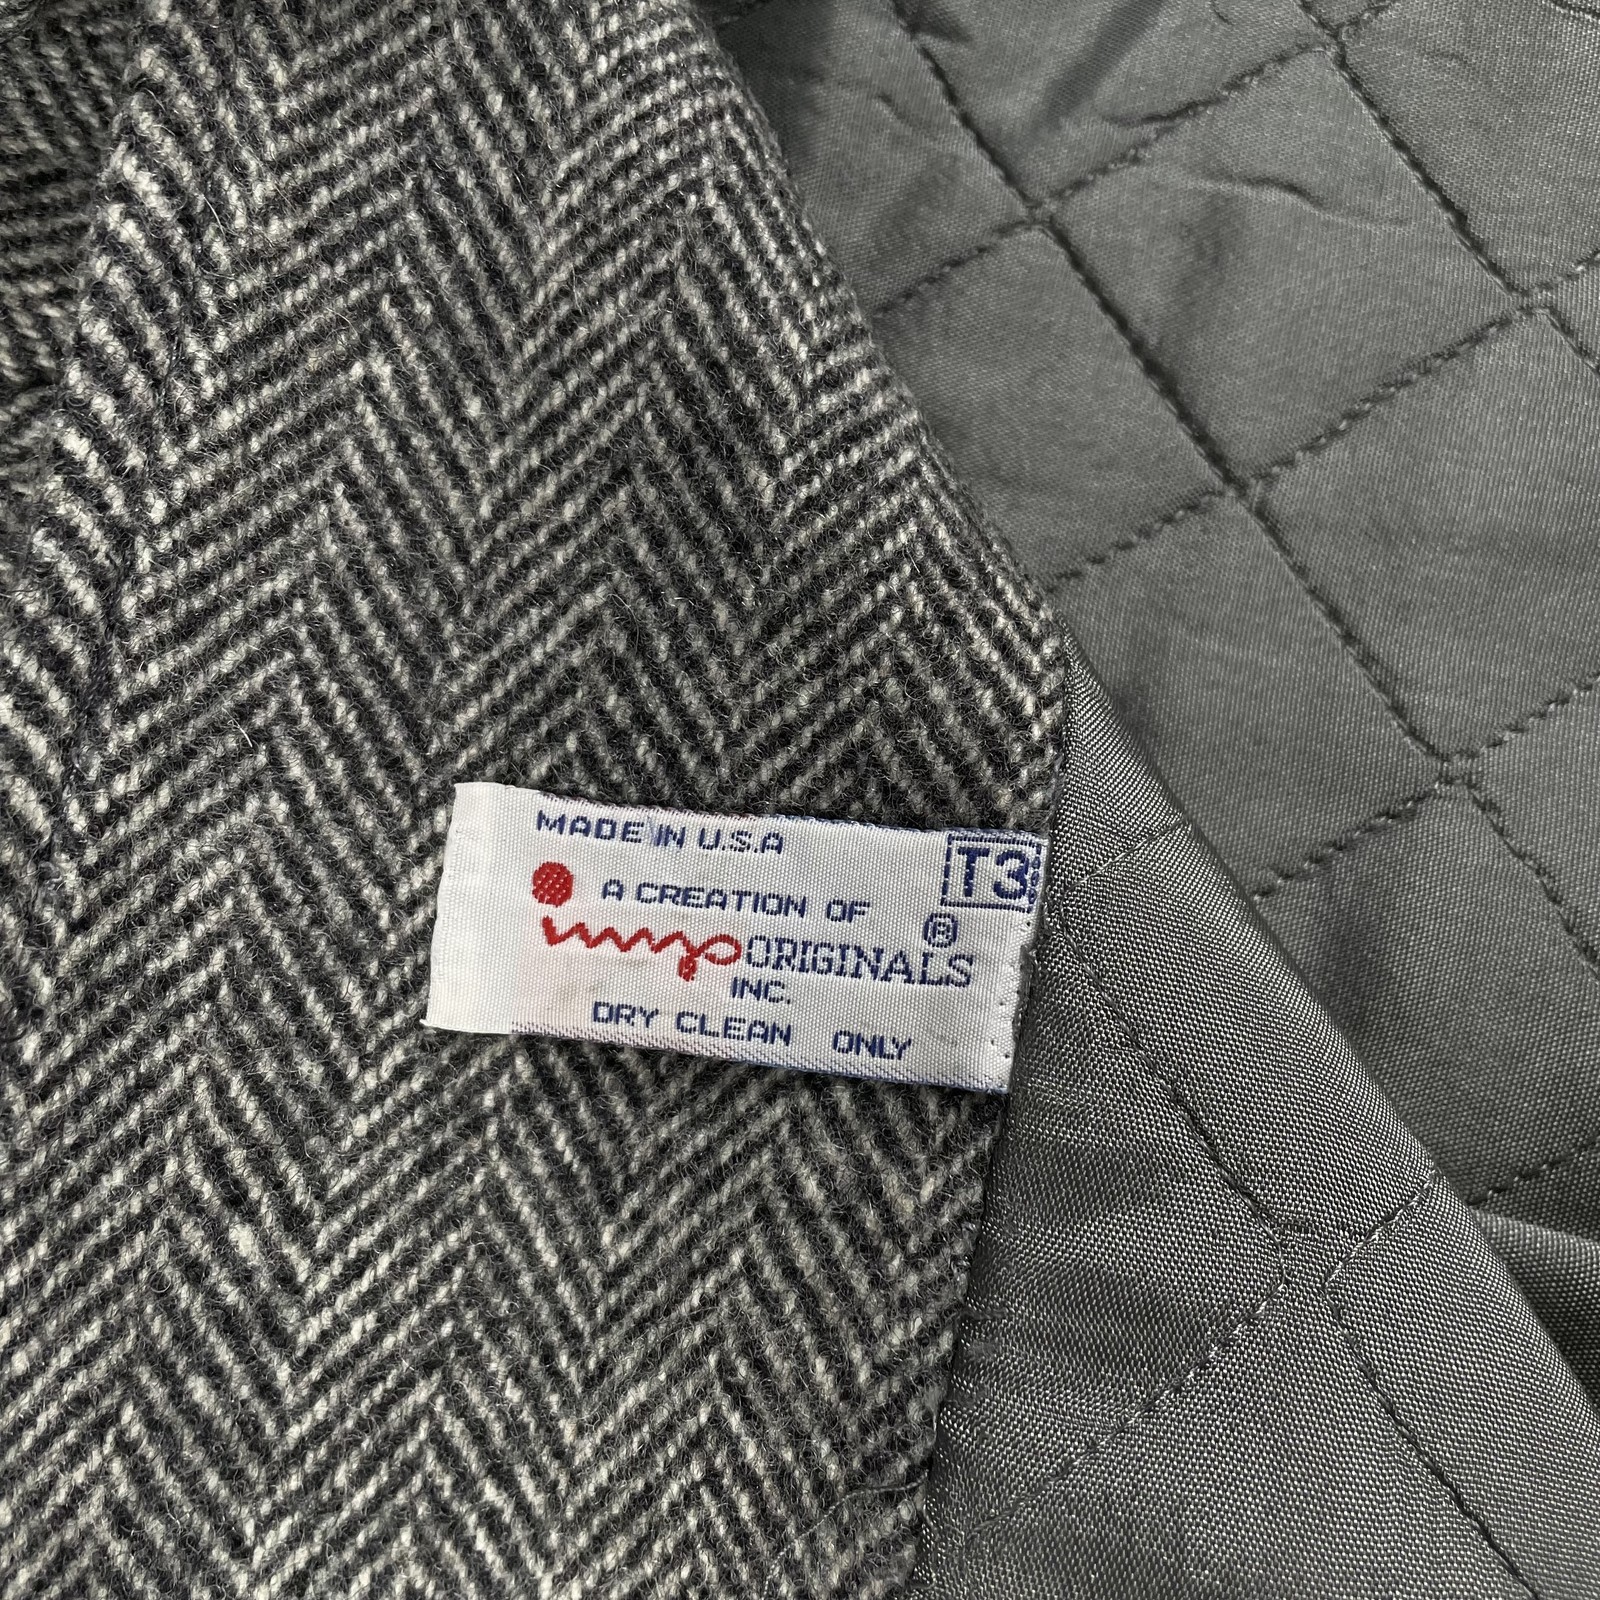 MADE IN U.S.A
T3
A CREATION OF
imp ORIGINALS ®
INC.
DRY CLEAN ONLY